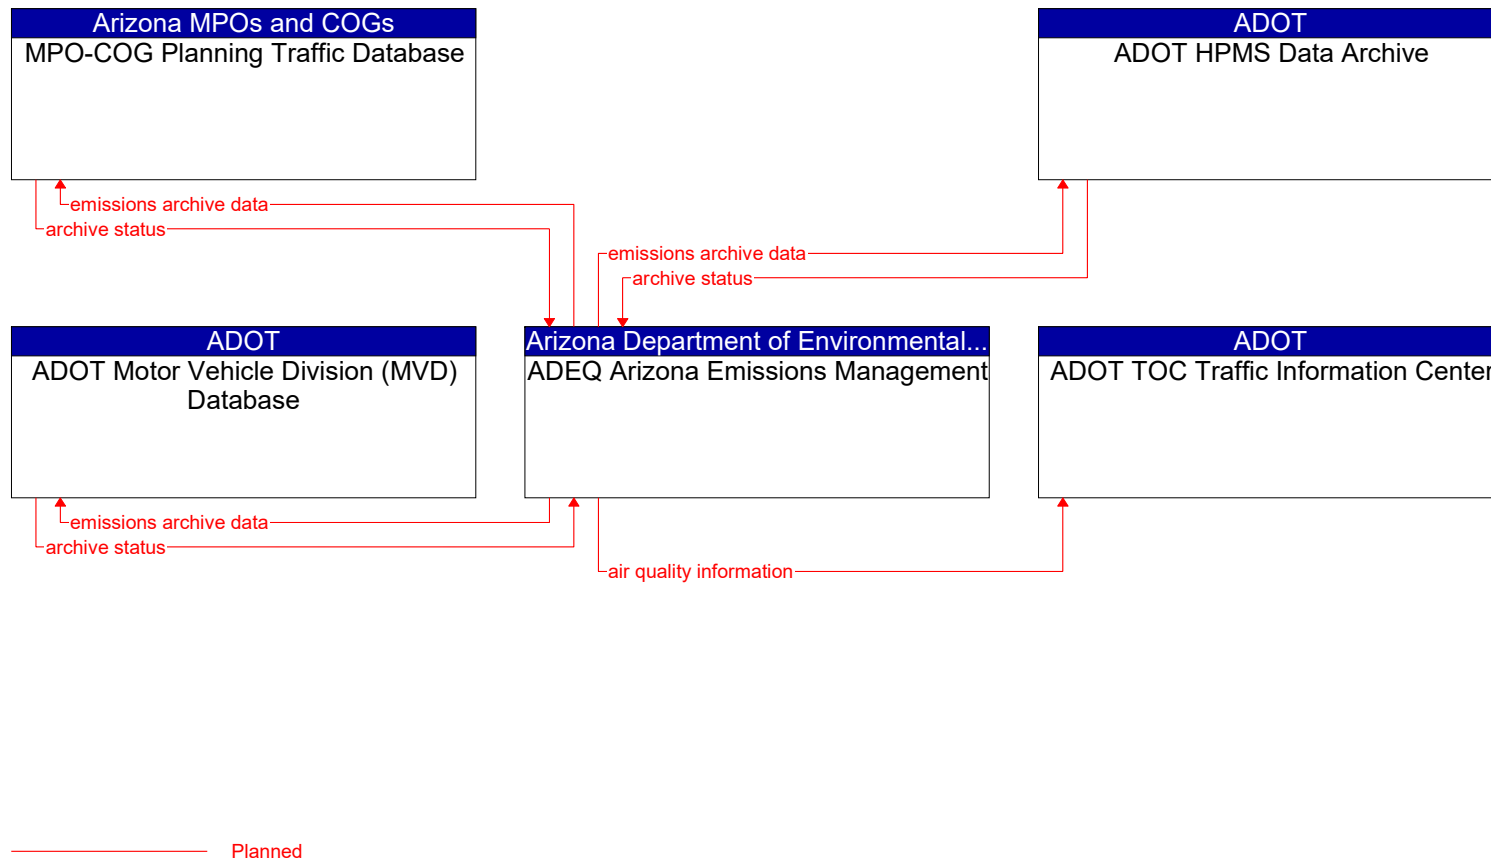 Arizona MPOs and COGs
MPO-COG Planning Traffic Database
ADOT
ADOT HPMS Data Archive
emissions archive data
archive status
emissions archive data
archive status
ADOT
ADOT Motor Vehicle Division (MVD)
Database
Arizona Department of Environmental...
ADEQ Arizona Emissions Management
ADOT
ADOT TOC Traffic Information Center
emissions archive data
archive status
air quality information
Planned